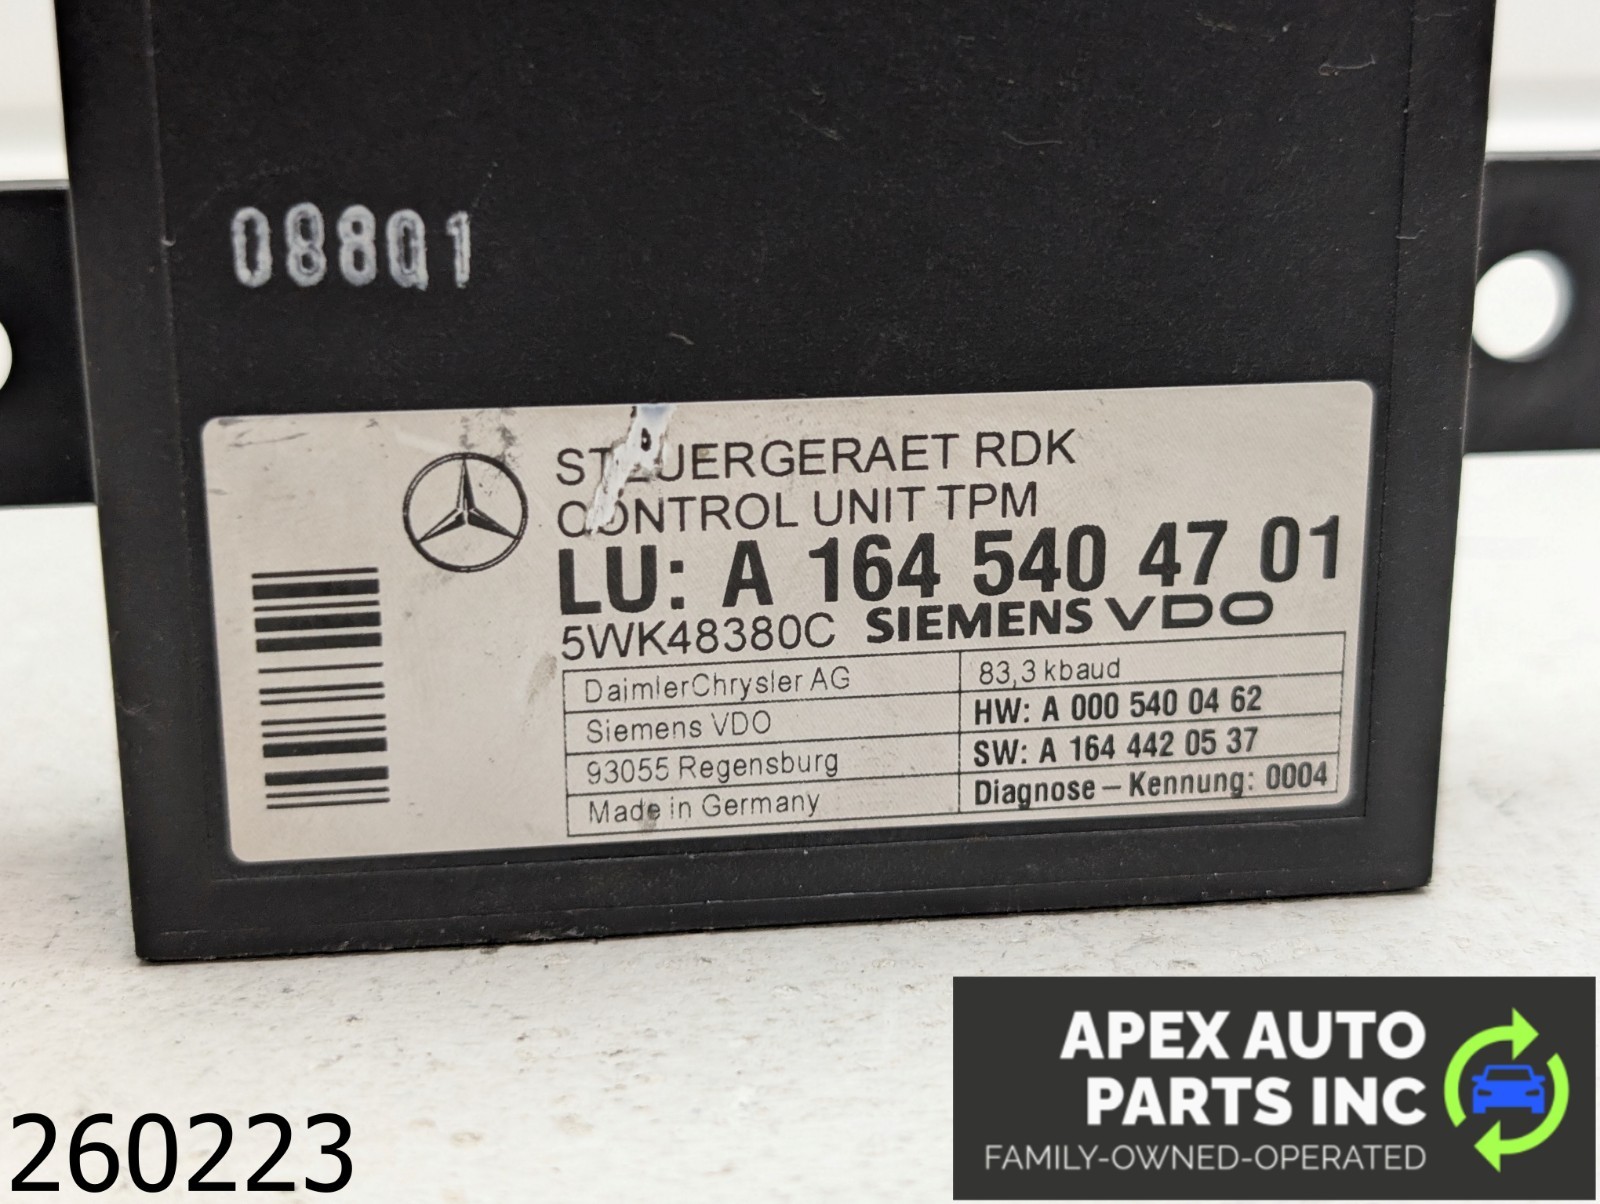 08801
STEUERGERAET RDK
CONTROL UNIT TPM
LU: A 164 540 47 01
5WK48380C SIEMENS VDO
DaimlerChrysler AG
Siemens VDO
93055 Regensburg
Made in Germany
83,3 kbaud
HW: A 000 540 04 62
SW: A 164 442 05 37
Diagnose – Kennung: 0004
APEX AUTO
PARTS INC
FAMILY-OWNED-OPERATED
260223